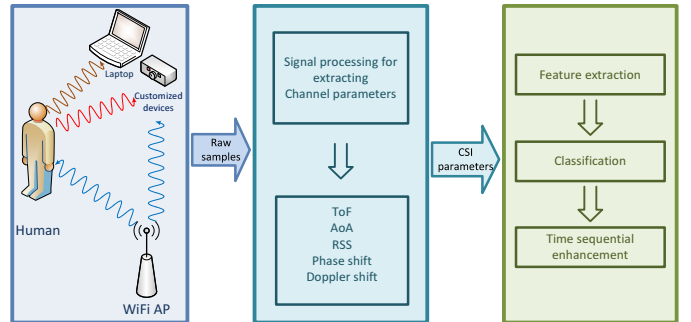 Laptop
Customized
devices
Human
WiFi AP
Raw
samples
Signal processing for
extracting
Channel parameters
ToF
AoA
RSS
Phase shift
Doppler shift
CSI
parameters
Feature extraction
Classification
Time sequential
enhancement